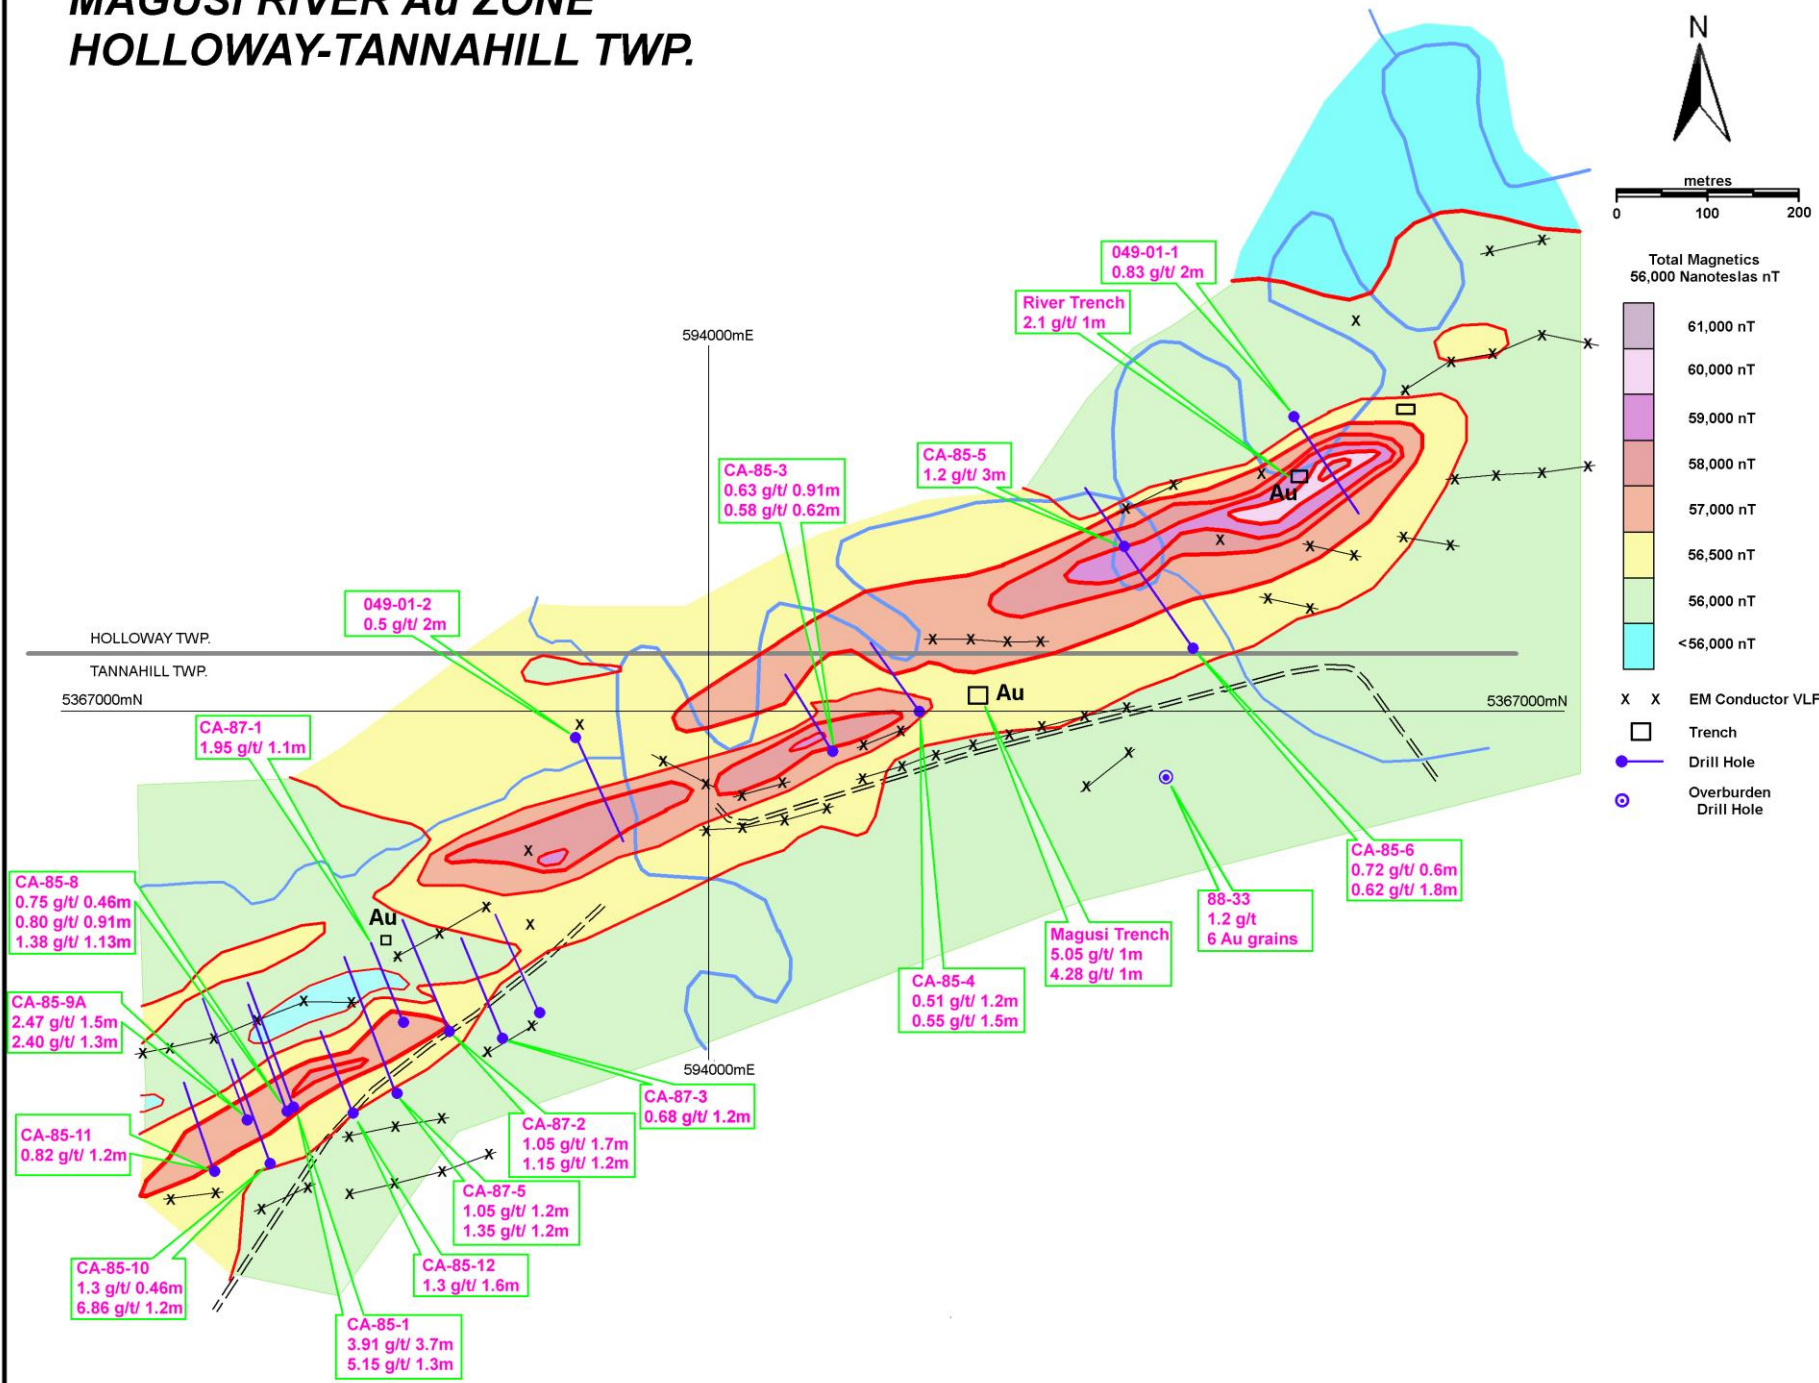 MAGUSI RIVER Au ZONE
HOLLOWAY-TANNAHILL TWP.
N
metres
0 100 200
Total Magnetics
56,000 Nanoteslas nT
61,000 nT
60,000 nT
59,000 nT
58,000 nT
57,000 nT
56,500 nT
56,000 nT
<56,000 nT
X X EM Conductor VLF
Trench
Drill Hole
Overburden
Drill Hole
049-01-1
0.83 g/t/ 2m
River Trench
2.1 g/t/ 1m
594000mE
CA-85-5
1.2 g/t/ 3m
CA-85-3
0.63 g/t/ 0.91m
0.58 g/t/ 0.62m
Au
049-01-2
0.5 g/t/ 2m
HOLLOWAY TWP.
TANNAHILL TWP.
5367000mN
5367000mN
Au
CA-87-1
1.95 g/t/ 1.1m
CA-85-8
0.75 g/t/ 0.46m
0.80 g/t/ 0.91m
1.38 g/t/ 1.13m
Au
CA-85-6
0.72 g/t/ 0.6m
0.62 g/t/ 1.8m
88-33
1.2 g/t
6 Au grains
Magusi Trench
5.05 g/t/ 1m
4.28 g/t/ 1m
CA-85-4
0.51 g/t/ 1.2m
0.55 g/t/ 1.5m
CA-85-9A
2.47 g/t/ 1.5m
2.40 g/t/ 1.3m
594000mE
CA-87-3
0.68 g/t/ 1.2m
CA-87-2
1.05 g/t/ 1.7m
1.15 g/t/ 1.2m
CA-85-11
0.82 g/t/ 1.2m
CA-87-5
1.05 g/t/ 1.2m
1.35 g/t/ 1.2m
CA-85-12
1.3 g/t/ 1.6m
CA-85-10
1.3 g/t/ 0.46m
6.86 g/t/ 1.2m
CA-85-1
3.91 g/t/ 3.7m
5.15 g/t/ 1.3m